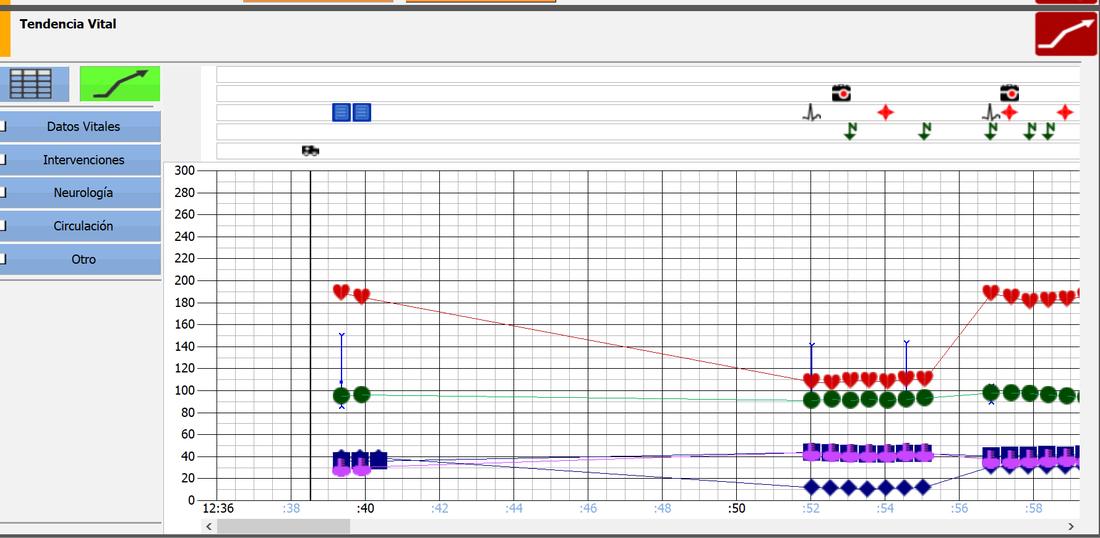 Tendencia Vital
Datos Vitales
Intervenciones
Neurología
Circulación
Otro
N N N N N
300
280
260
240
220
200
180
160
140
120
100
80
60
40
20
0
12:36 :38 :40 :42 :44 :46 :48 :50 :52 :54 :56 :58